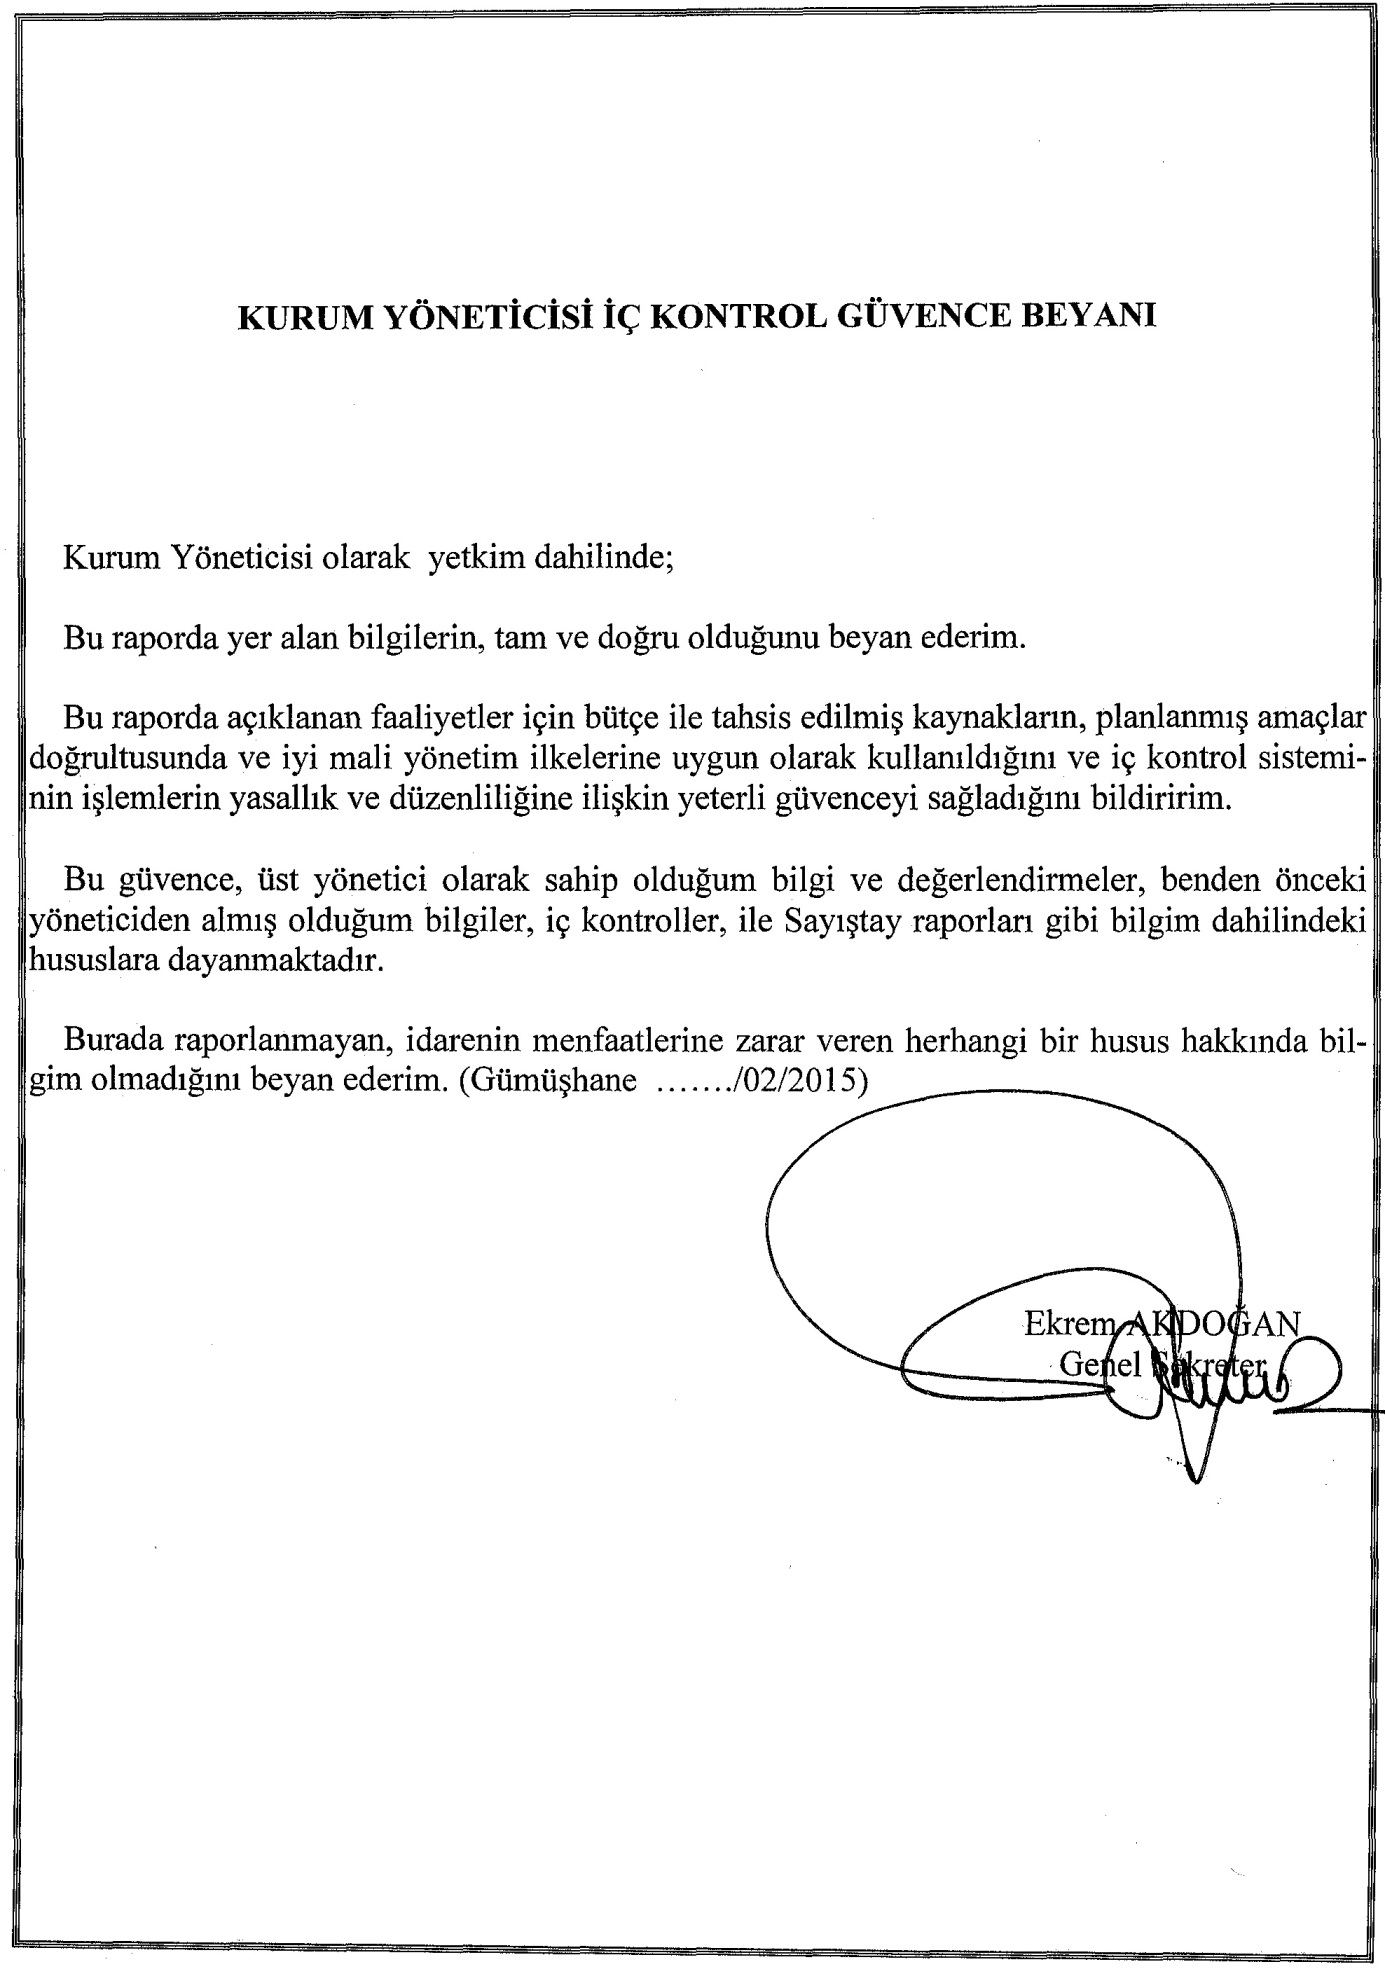 KURUM YÖNETİCİSİ İÇ KONTROL GÜVENCE BEYANI
Kurum Yöneticisi olarak yetkim dahilinde;
Bu raporda yer alan bilgilerin, tam ve doğru olduğunu beyan ederim.
Bu raporda açıklanan faaliyetler için bütçe ile tahsis edilmiş kaynakların, planlanmış amaçlar
doğrultusunda ve iyi mali yönetim ilkelerine uygun olarak kullanıldığını ve iç kontrol sistemi-
nin işlemlerin yasallık ve düzenliliğine ilişkin yeterli güvenceyi sağladığını bildiririm.
Bu güvence, üst yönetici olarak sahip olduğum bilgi ve değerlendirmeler, benden önceki
yöneticiden almış olduğum bilgiler, iç kontroller, ile Sayıştay raporları gibi bilgim dahilindeki
hususlara dayanmaktadır.
Burada raporlanmayan, idarenin menfaatlerine zarar veren herhangi bir husus hakkında bil-
gim olmadığını beyan ederim. (Gümüşhane ......./02/2015)
Ekrem AKDOĞAN
Genel Sekreter